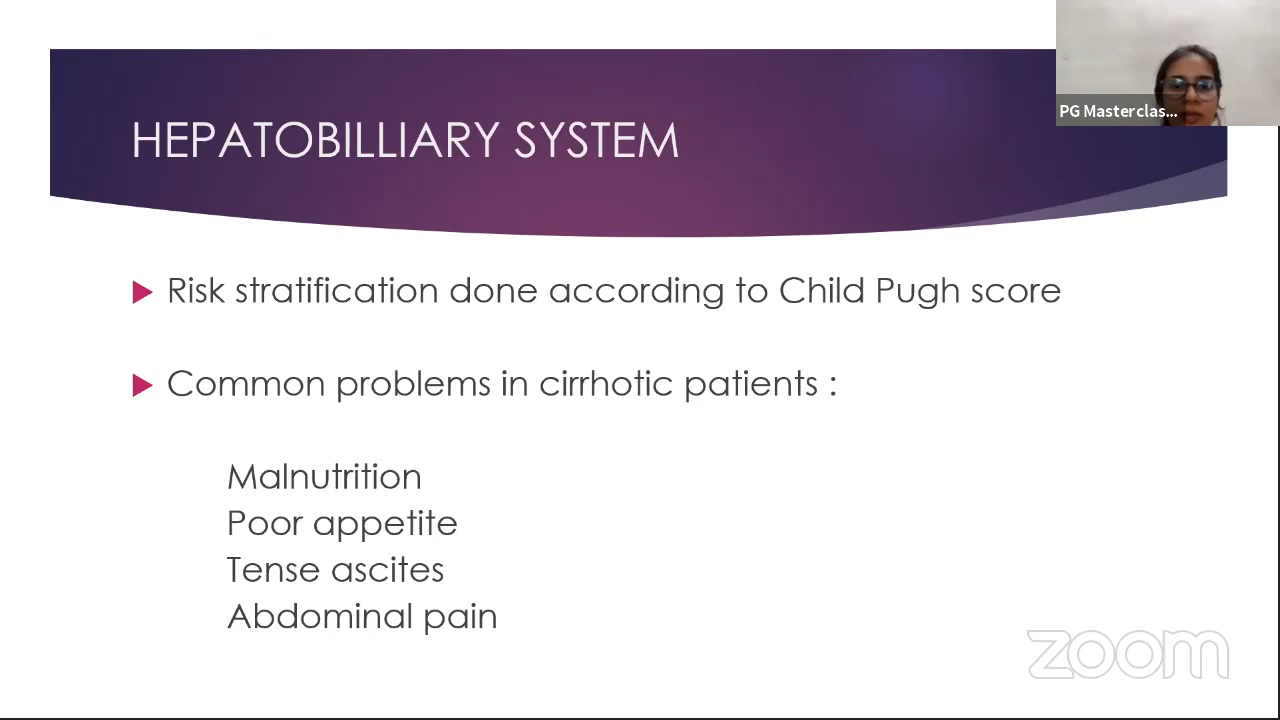 PG Masterclas...
HEPATOBILLIARY SYSTEM
Risk stratification done according to Child Pugh score
Common problems in cirrhotic patients :
Malnutrition
Poor appetite
Tense ascites
Abdominal pain
zoom